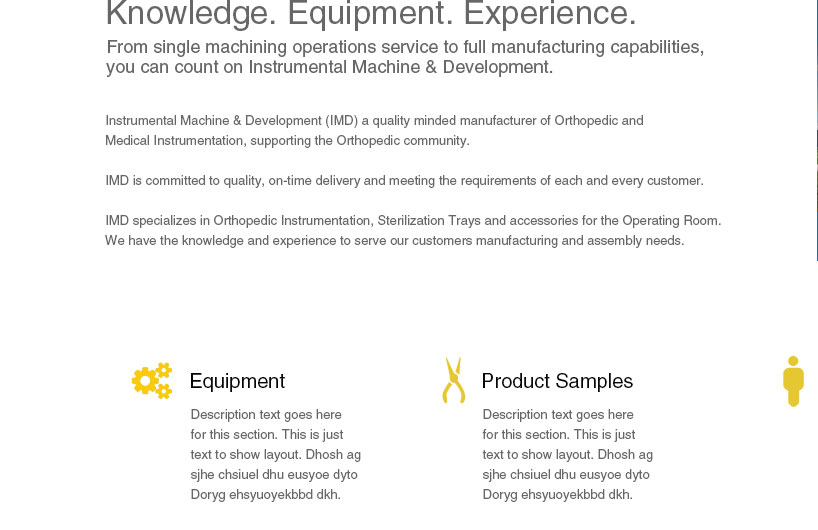 Knowledge. Equipment. Experience.
From single machining operations service to full manufacturing capabilities,
you can count on Instrumental Machine & Development.
Instrumental Machine & Development (IMD) a quality minded manufacturer of Orthopedic and
Medical Instrumentation, supporting the Orthopedic community.
IMD is committed to quality, on-time delivery and meeting the requirements of each and every customer.
IMD specializes in Orthopedic Instrumentation, Sterilization Trays and accessories for the Operating Room.
We have the knowledge and experience to serve our customers manufacturing and assembly needs.
Equipment
Description text goes here
for this section. This is just
text to show layout. Dhosh ag
sjhe chsiuel dhu eusyoe dyto
Doryg ehsyuoyekbbd dkh.
Product Samples
Description text goes here
for this section. This is just
text to show layout. Dhosh ag
sjhe chsiuel dhu eusyoe dyto
Doryg ehsyuoyekbbd dkh.